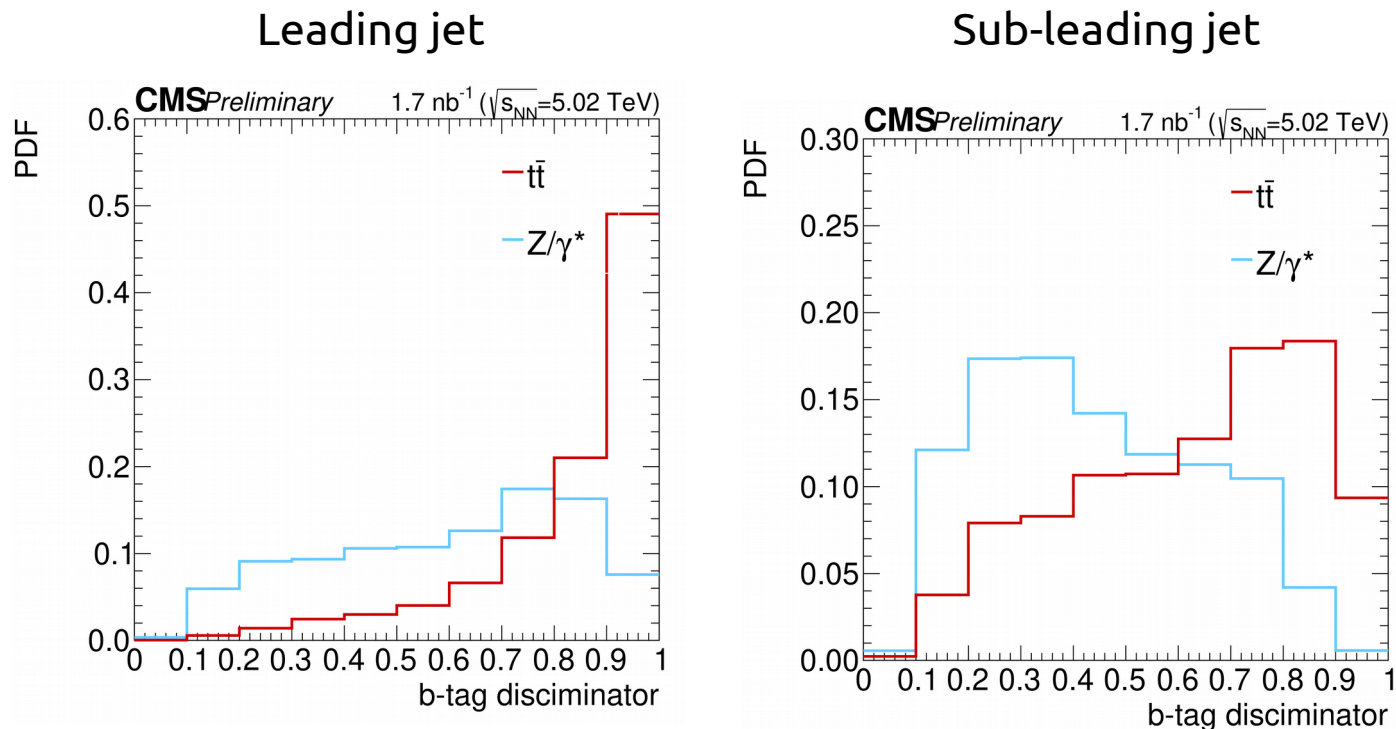 Leading jet
CMS Preliminary 1.7 nb⁻¹ (√s_NN=5.02 TeV)
PDF
0.6
0.5
0.4
0.3
0.2
0.1
0.0
tt̄
Z/γ*
0 0.1 0.2 0.3 0.4 0.5 0.6 0.7 0.8 0.9 1
b-tag disciminator
Sub-leading jet
CMS Preliminary 1.7 nb⁻¹ (√s_NN=5.02 TeV)
PDF
0.30
0.25
0.20
0.15
0.10
0.05
0.00
tt̄
Z/γ*
0 0.1 0.2 0.3 0.4 0.5 0.6 0.7 0.8 0.9 1
b-tag disciminator